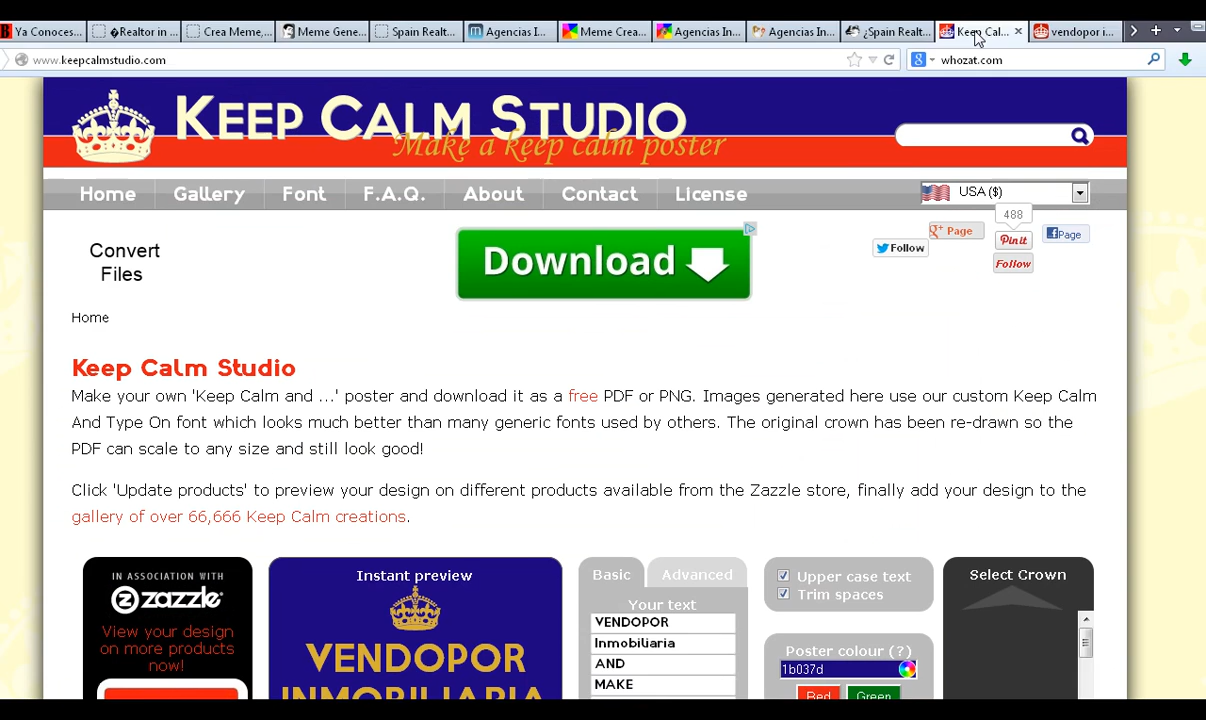 Ya Conoces...
�Realtor in ...
Crea Meme,...
Meme Gene...
Spain Realt...
Agencias I...
Meme Crea...
Agencias In...
Agencias In...
¿Spain Realt...
Keep Cal...
vendopor i...
www.keepcalmstudio.com
whozat.com
KEEP CALM STUDIO
Make a keep calm poster
Home
Gallery
Font
F.A.Q.
About
Contact
License
USA ($)
488
Follow
g+ Page
Pin it
Follow
Page
Convert
Files
Download
Home
Keep Calm Studio
Make your own 'Keep Calm and ...' poster and download it as a free PDF or PNG. Images generated here use our custom Keep Calm
And Type On font which looks much better than many generic fonts used by others. The original crown has been re-drawn so the
PDF can scale to any size and still look good!
Click 'Update products' to preview your design on different products available from the Zazzle store, finally add your design to the
gallery of over 66,666 Keep Calm creations.
IN ASSOCIATION WITH
zazzle
View your design
on more products
now!
Instant preview
VENDOPOR
INMOBILIARIA
Basic
Advanced
Your text
VENDOPOR
Inmobiliaria
AND
MAKE
Upper case text
Trim spaces
Poster colour (?)
1b037d
Red
Green
Select Crown